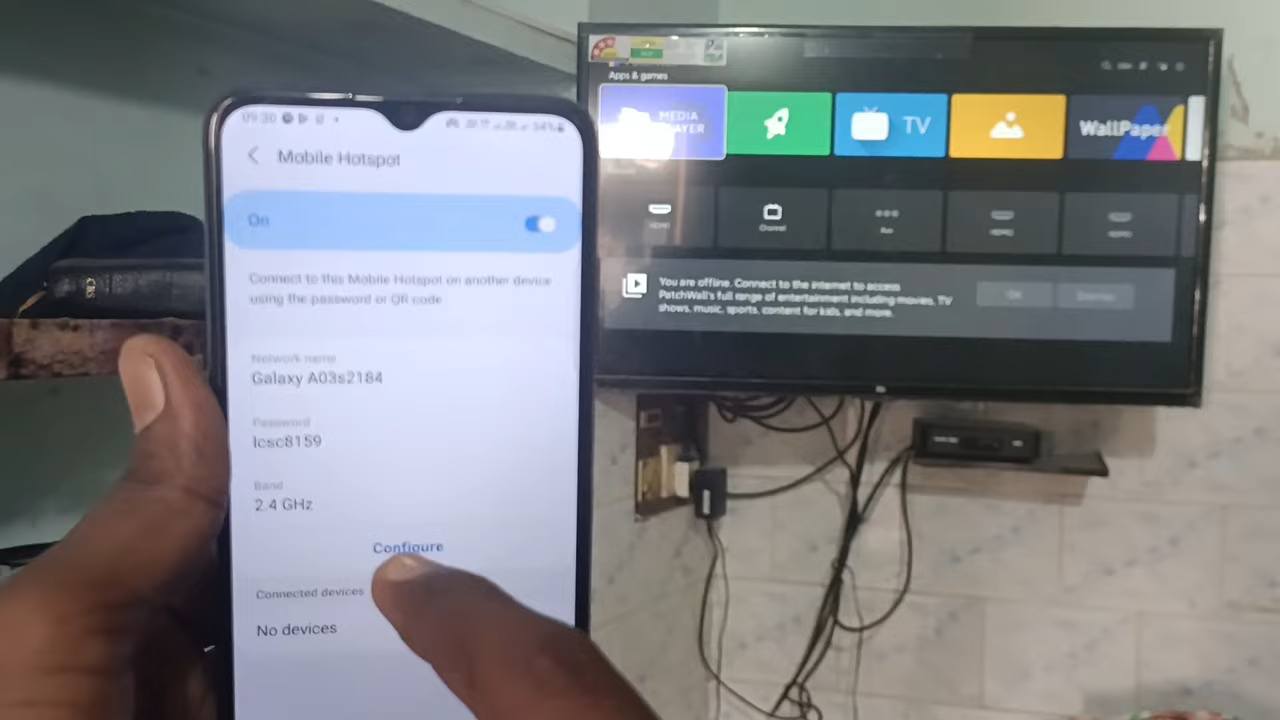 09:30
Mobile Hotspot
On
Connect to this Mobile Hotspot on another device
using the password or QR code
Network name
Galaxy A03s2184
Password
lcsc8159
Band
2.4 GHz
Configure
Connected devices
No devices
Apps & games
MEDIA
TV
WallPaper
Channel
You are offline. Connect to the internet to access
PatchWall's full range of entertainment including movies, TV
shows, music, sports, content for kids, and more.